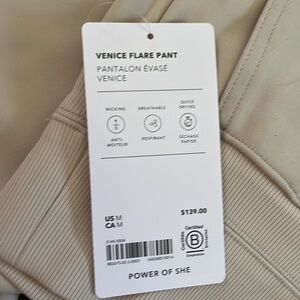 VENICE FLARE PANT
PANTALON ÉVASÉ
VENICE
WICKING
BREATHABLE
QUICK
DRYING
ANTI-
MOITEUR
RESPIRANT
SÉCHAGE
RAPIDE
US M
CA M
$139.00
Certified
B
Corporation
POWER OF SHE